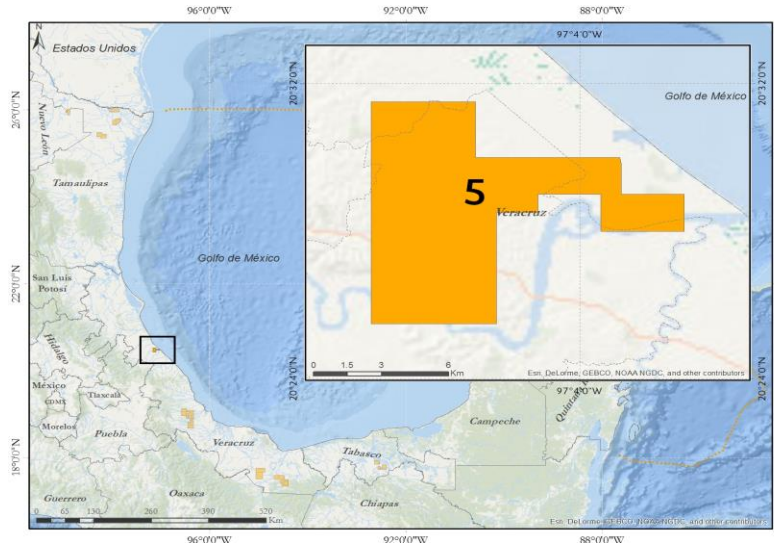 96°0'0"W 92°0'0"W 88°0'0"W
N
Estados Unidos
97°4'0"W
20°32'0"N
Golfo de México
26°0'0"N
Nuevo León
Tamaulipas
5
Veracruz
Golfo de México
22°0'0"N
San Luis
Potosí
Hidalgo
0 1.5 3 6
Km
Esri, DeLorme, GEBCO, NOAA NGDC, and other contributors
20°24'0"N
97°4'0"W
20°24'0"N
México
Tlaxcala
CDMX
Morelos
Puebla
Veracruz
Tabasco
Campeche
Quintana
18°0'0"N
Guerrero
Oaxaca
Chiapas
0 65 130 260 390 520
Km
Esri, DeLorme, GEBCO, NOAA NGDC, and other contributors
96°0'0"W 92°0'0"W 88°0'0"W